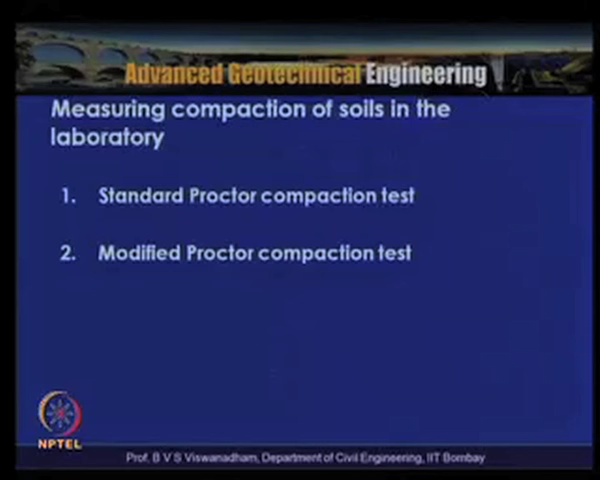 Advanced Geotechnical Engineering
Measuring compaction of soils in the
laboratory
1. Standard Proctor compaction test
2. Modified Proctor compaction test
NPTEL
Prof. B V S Viswanadham, Department of Civil Engineering, IIT Bombay